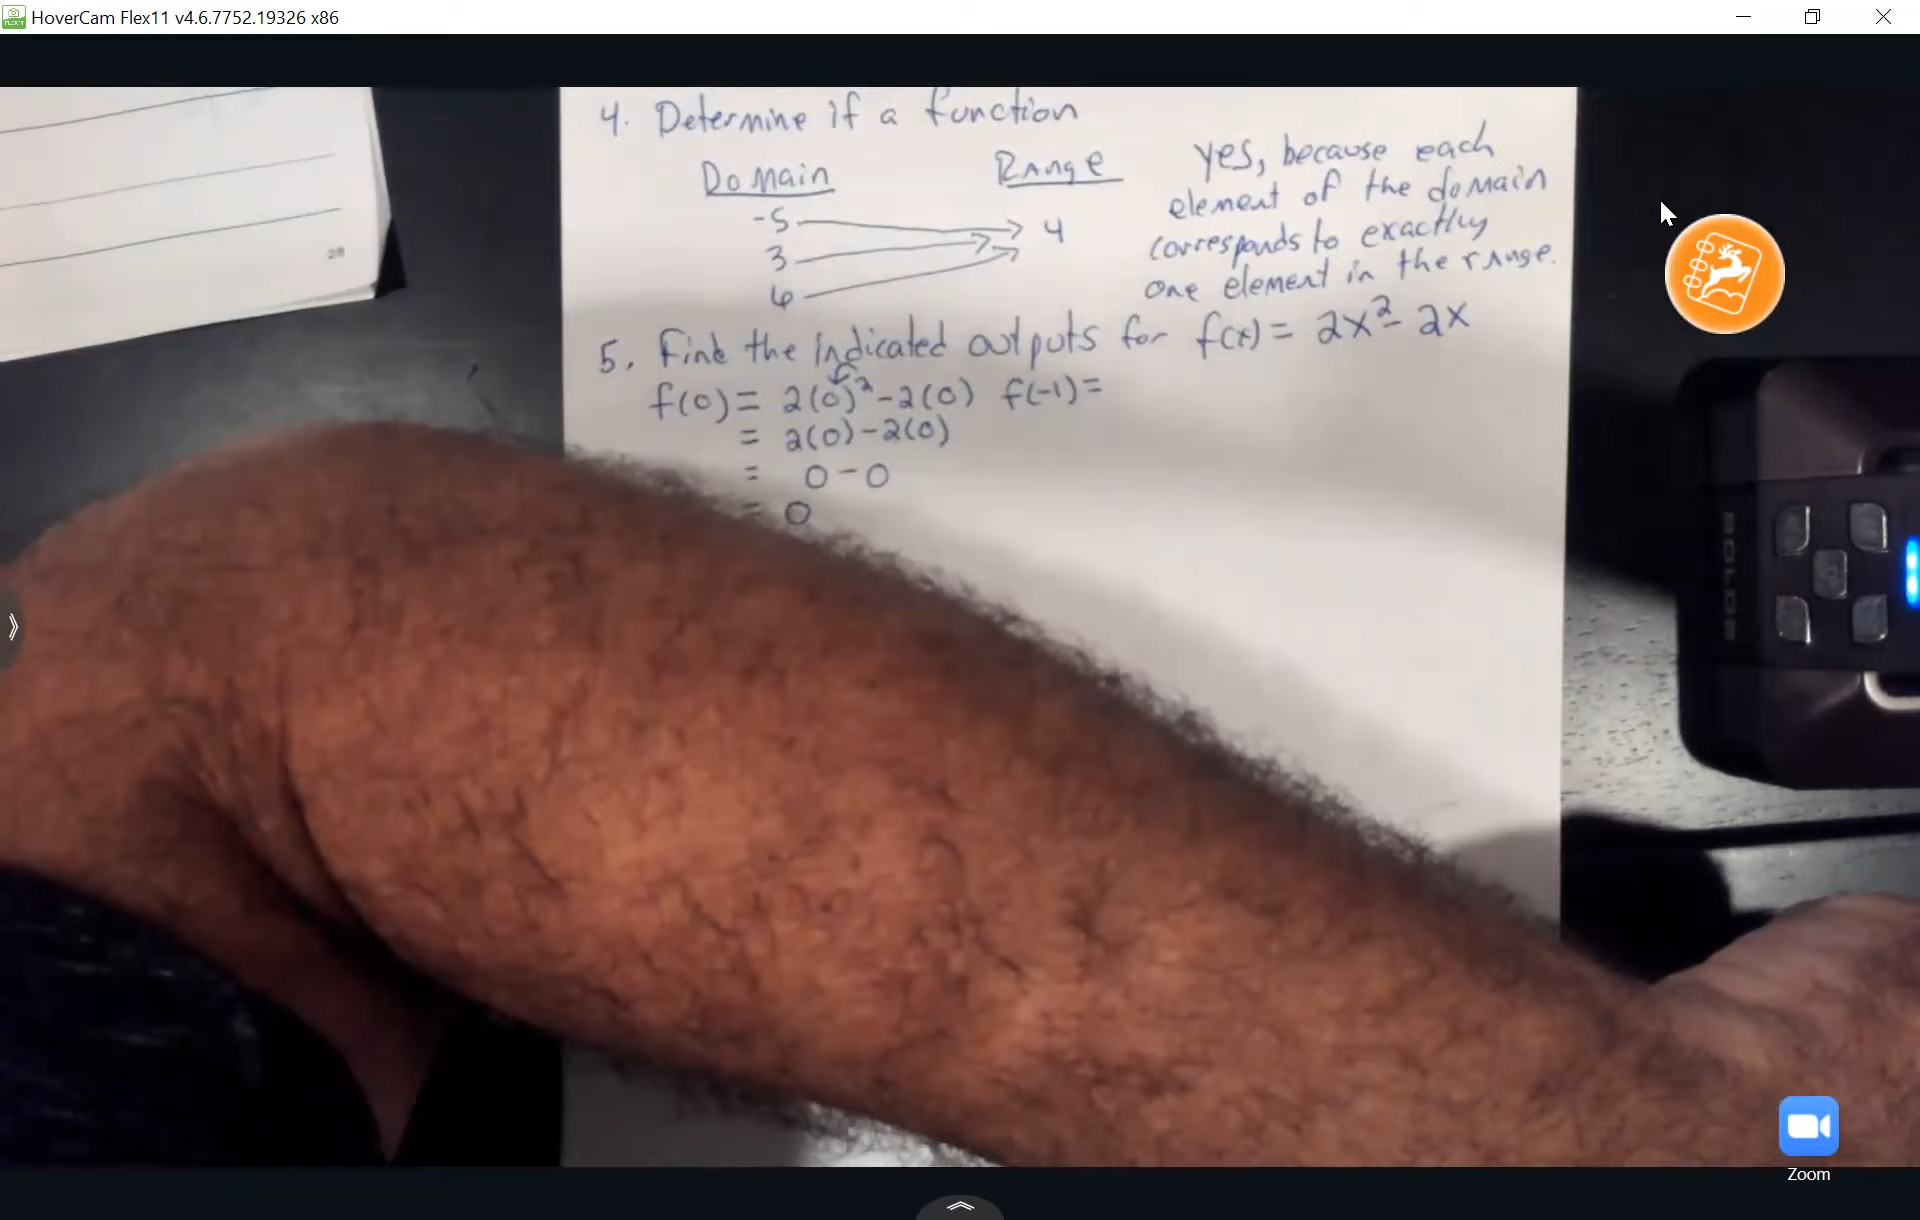 HoverCam Flex11 v4.6.7752.19326 x86
4. Determine if a function
Domain Range
-5 4
3
6
yes, because each
element of the domain
corresponds to exactly
one element in the range.
5. Find the indicated outputs for f(x) = 2x² - 2x
f(0) = 2(0)² - 2(0) f(-1) =
= 2(0) - 2(0)
= 0 - 0
= 0
28
Zoom